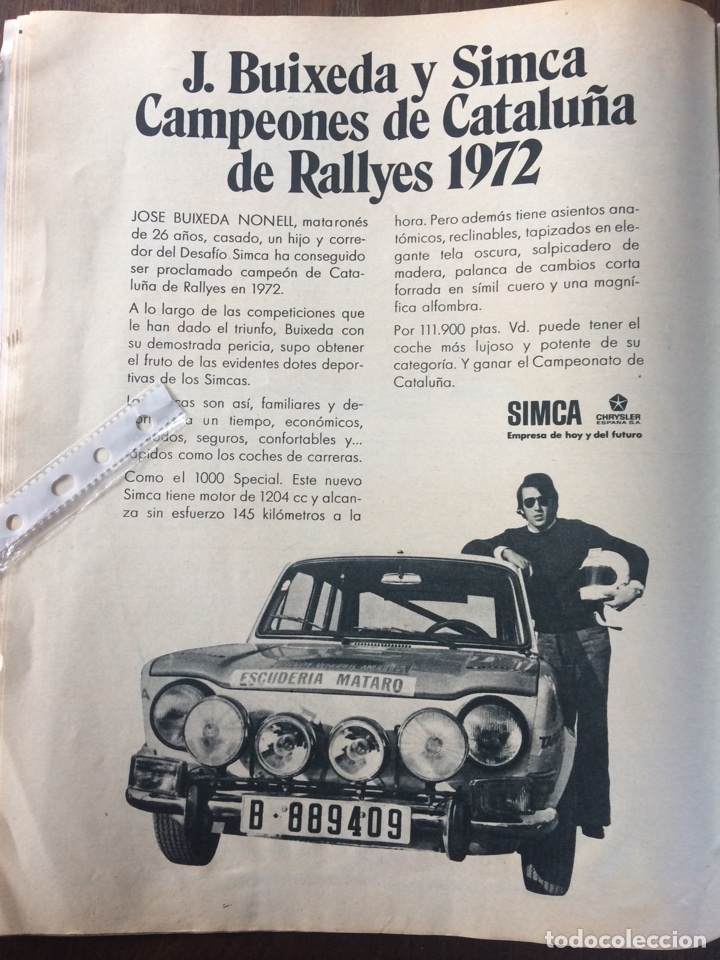 J. Buixeda y Simca
Campeones de Cataluña
de Rallyes 1972
JOSE BUIXEDA NONELL, mataronés
de 26 años, casado, un hijo y corre-
dor del Desafío Simca ha conseguido
ser proclamado campeón de Cata-
luña de Rallyes en 1972.
A lo largo de las competiciones que
le han dado el triunfo, Buixeda con
su demostrada pericia, supo obtener
el fruto de las evidentes dotes depor-
tivas de los Simcas.
son así, familiares y de-
a un tiempo, económicos,
seguros, confortables y...
rápidos como los coches de carreras.
Como el 1000 Special. Este nuevo
Simca tiene motor de 1204 cc y alcan-
za sin esfuerzo 145 kilómetros a la
hora. Pero además tiene asientos ana-
tómicos, reclinables, tapizados en ele-
gante tela oscura, salpicadero de
madera, palanca de cambios corta
forrada en símil cuero y una magní-
fica alfombra.
Por 111.900 ptas. Vd. puede tener el
coche más lujoso y potente de su
categoría. Y ganar el Campeonato de
Cataluña.
SIMCA
CHRYSLER
ESPAÑA S.A.
Empresa de hoy y del futuro
ESCUDERIA MATARO
B-889409
todocoleccion